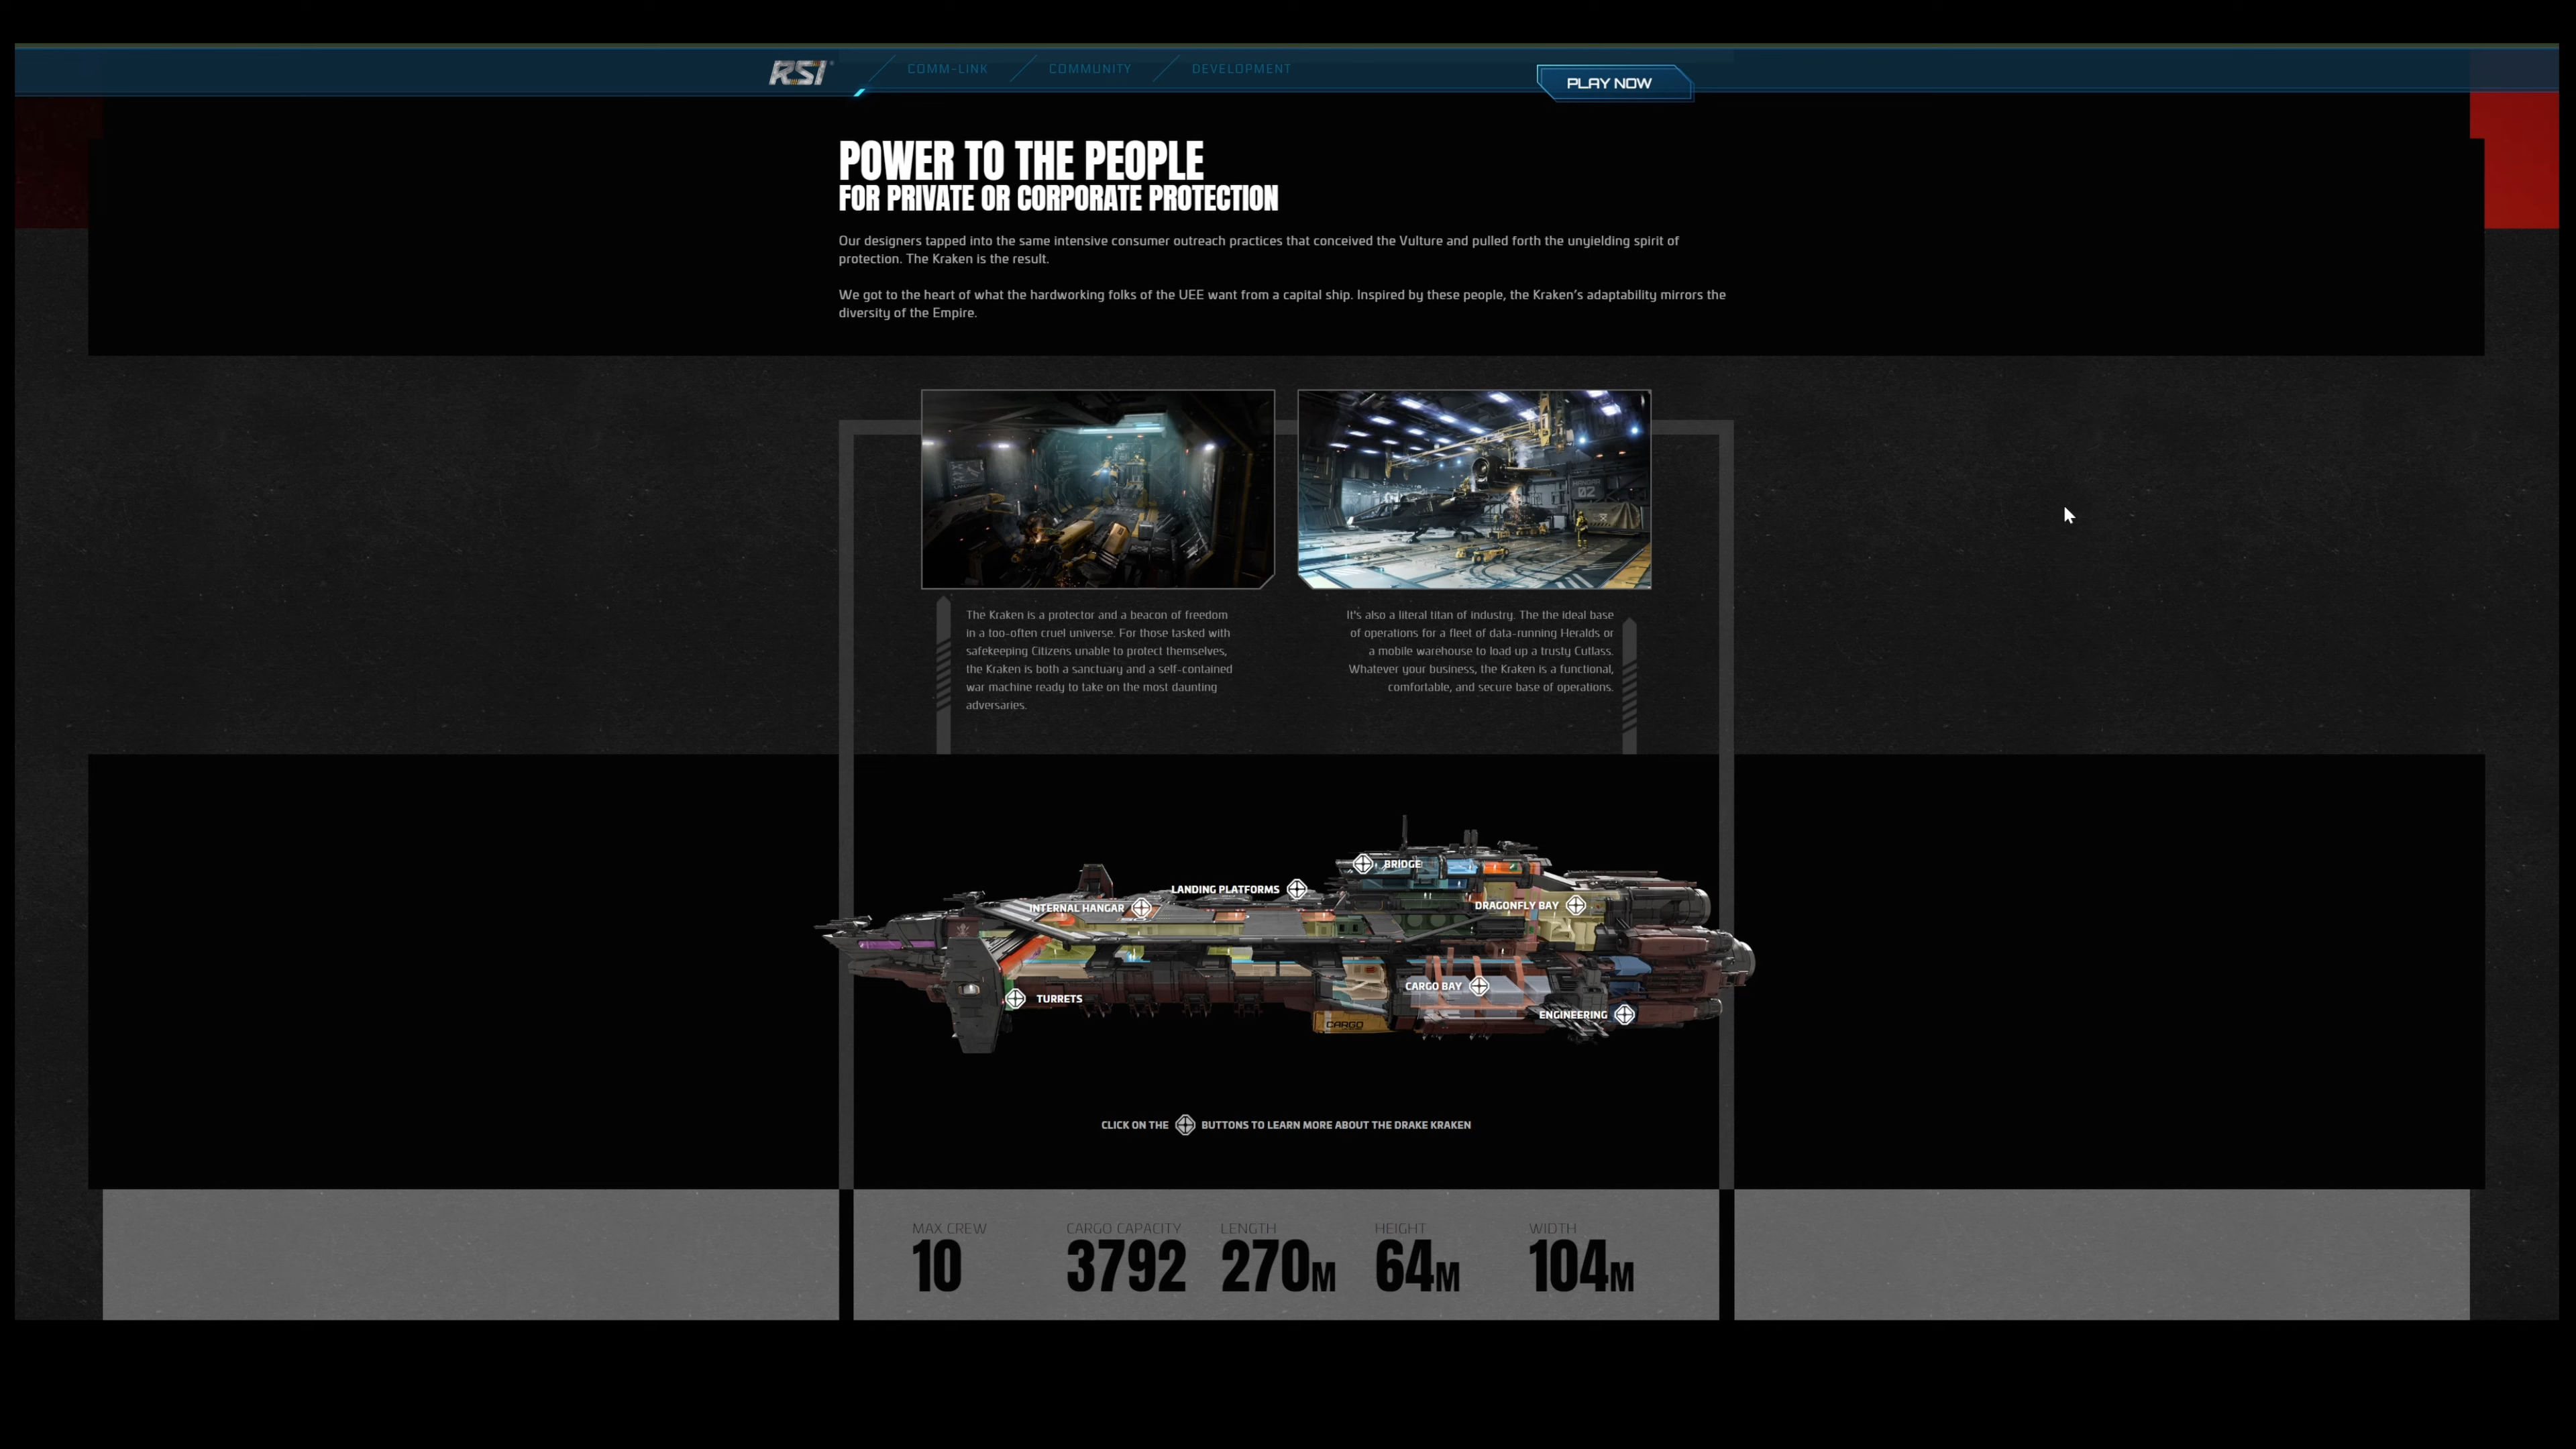 RSI
COMM-LINK
COMMUNITY
DEVELOPMENT
PLAY NOW
POWER TO THE PEOPLE
FOR PRIVATE OR CORPORATE PROTECTION
Our designers tapped into the same intensive consumer outreach practices that conceived the Vulture and pulled forth the unyielding spirit of
protection. The Kraken is the result.
We got to the heart of what the hardworking folks of the UEE want from a capital ship. Inspired by these people, the Kraken's adaptability mirrors the
diversity of the Empire.
HANGAR
02
The Kraken is a protector and a beacon of freedom
in a too-often cruel universe. For those tasked with
safekeeping Citizens unable to protect themselves,
the Kraken is both a sanctuary and a self-contained
war machine ready to take on the most daunting
adversaries.
It's also a literal titan of industry. The the ideal base
of operations for a fleet of data-running Heralds or
a mobile warehouse to load up a trusty Cutlass.
Whatever your business, the Kraken is a functional,
comfortable, and secure base of operations.
BRIDGE
LANDING PLATFORMS
INTERNAL HANGAR
DRAGONFLY BAY
CARGO BAY
TURRETS
ENGINEERING
CARGO
CLICK ON THE BUTTONS TO LEARN MORE ABOUT THE DRAKE KRAKEN
MAX CREW
10
CARGO CAPACITY
3792
LENGTH
270M
HEIGHT
64M
WIDTH
104M